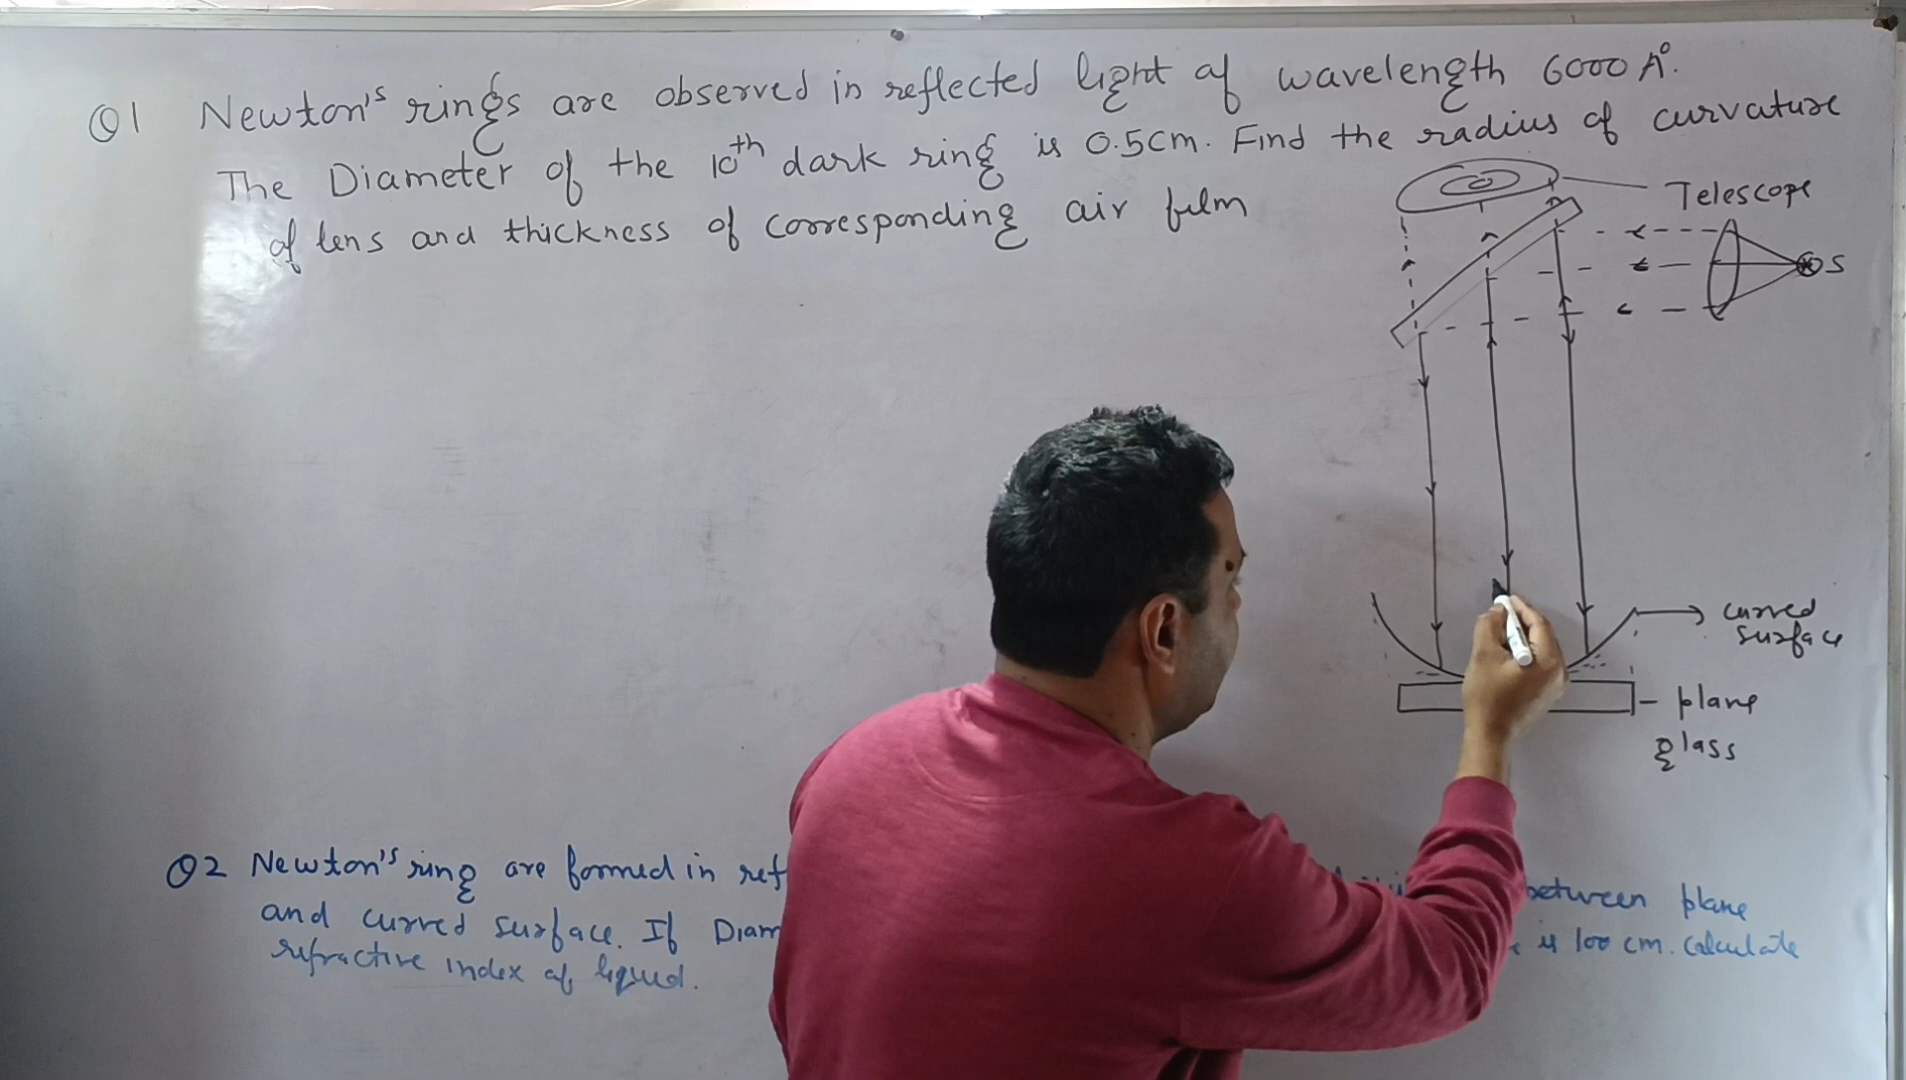 Q1 Newton's rings are observed in reflected light of wavelength 6000 A°.
The Diameter of the 10th dark ring is 0.5cm. Find the radius of curvature
of lens and thickness of corresponding air film
Telescope
S
curved
surface
plane
glass
Q2 Newton's ring are formed in between plane
and curved surface. If is 100 cm. Calculate
refractive index of liquid.